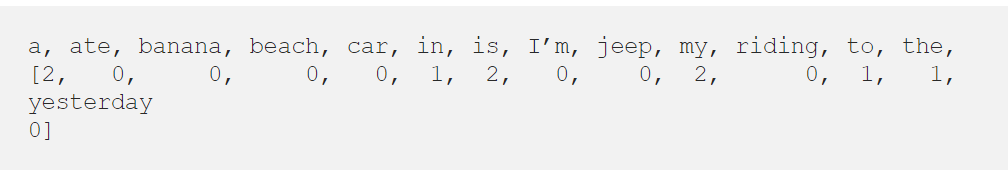 a, ate, banana, beach, car, in, is, I’m, jeep, my, riding, to, the,
[2, 0, 0, 0, 0, 1, 2, 0, 0, 2, 0, 1, 1,
yesterday
0]